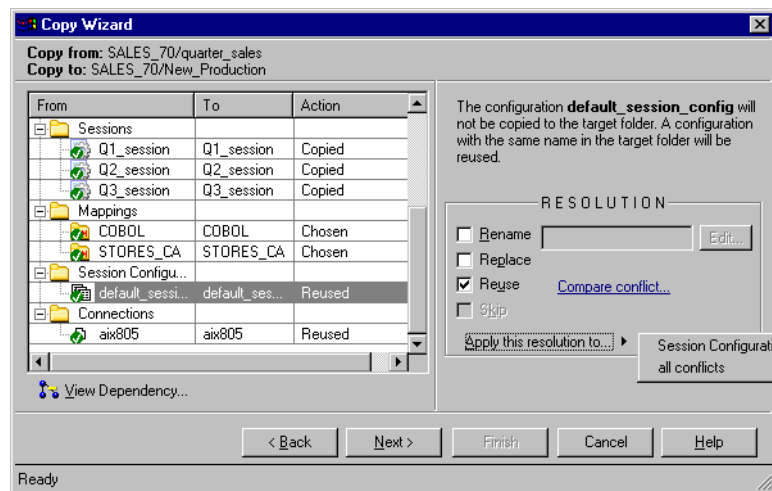 Copy Wizard
Copy from: SALES_70/quarter_sales
Copy to: SALES_70/New_Production
From To Action
Sessions
Q1_session Q1_session Copied
Q2_session Q2_session Copied
Q3_session Q3_session Copied
Mappings
COBOL COBOL Chosen
STORES_CA STORES_CA Chosen
Session Configu...
default_sessi... default_ses... Reused
Connections
aix805 aix805 Reused
View Dependency...
The configuration default_session_config will
not be copied to the target folder. A configuration
with the same name in the target folder will be
reused.
RESOLUTION
Rename Edit...
Replace
Reuse Compare conflict...
Skip
Apply this resolution to...
Session Configurati
all conflicts
< Back Next > Finish Cancel Help
Ready